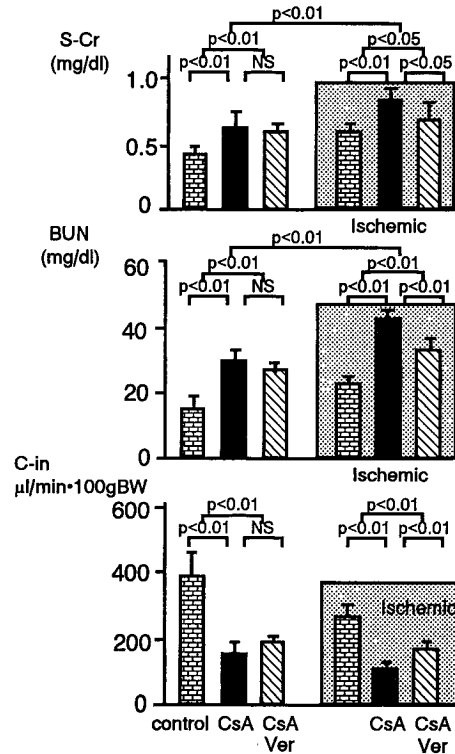 p<0.01
S-Cr
(mg/dl)
p<0.01 p<0.05
p<0.01 NS p<0.01 p<0.05
1.0
0.5
0
Ischemic
BUN
(mg/dl)
p<0.01
p<0.01 p<0.01
p<0.01 NS p<0.01 p<0.01
60
40
20
0
Ischemic
C-in
µl/min•100gBW
p<0.01 p<0.01
p<0.01 NS p<0.01 p<0.01
600
400
Ischemic
200
0
control CsA CsA CsA CsA
Ver Ver